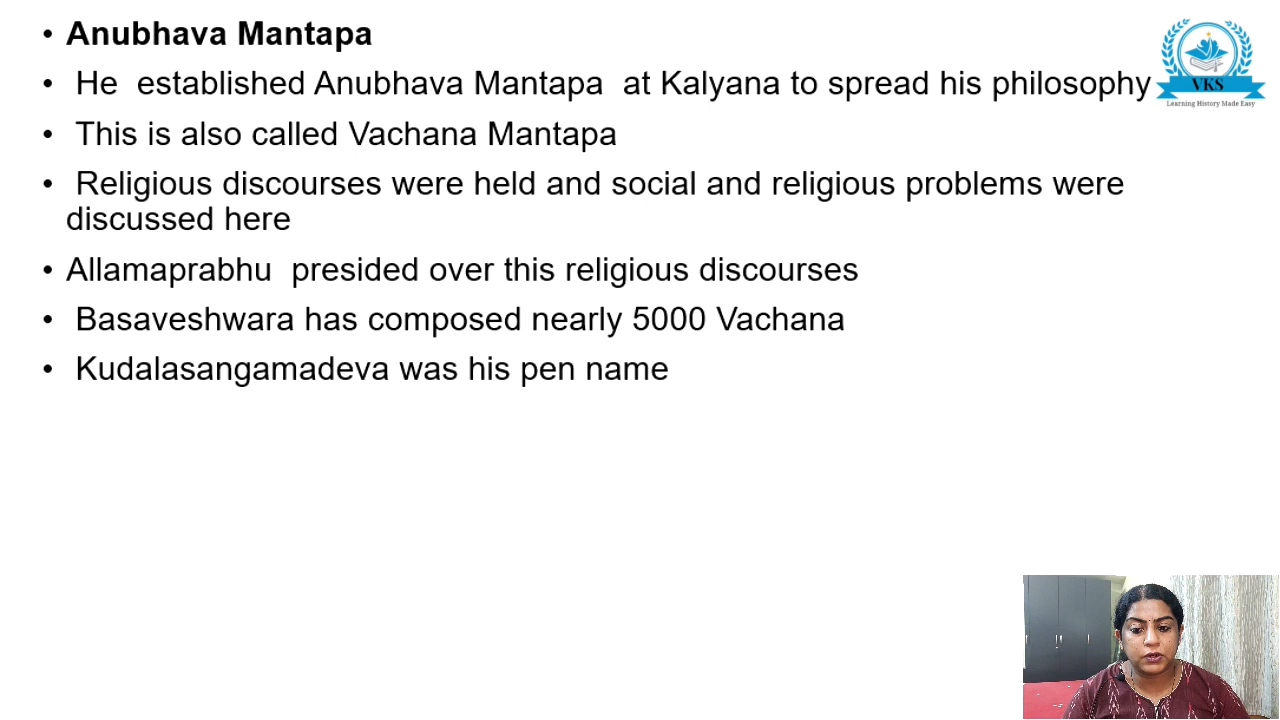 • Anubhava Mantapa
• He established Anubhava Mantapa at Kalyana to spread his philosophy
• This is also called Vachana Mantapa
• Religious discourses were held and social and religious problems were
discussed here
• Allamaprabhu presided over this religious discourses
• Basaveshwara has composed nearly 5000 Vachana
• Kudalasangamadeva was his pen name
VKS
Learning History Made Easy